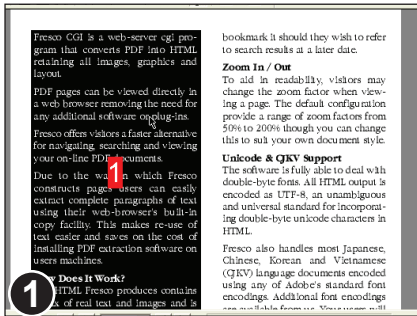 Fresco CGI is a web-server cgi pro-
gram that converts PDF into HTML
retaining all images, graphics and
layout.
PDF pages can be viewed directly in
a web browser removing the need for
any additional software or plug-ins.
Fresco offers visitors a faster alternative
for navigating, searching and viewing
your on-line PDF documents.
Due to the way in which Fresco
constructs pages users can easily
extract complete paragraphs of text
using their web-browser's built-in
copy facility. This makes re-use of
text easier and saves on the cost of
installing PDF extraction software on
users machines.
How Does It Work?
HTML Fresco produces contains
of real text and images and is
1
1
bookmark it should they wish to refer
to search results at a later date.
Zoom In / Out
To aid in readability, visitors may
change the zoom factor when view-
ing a page. The default configuration
provide a range of zoom factors from
50% to 200% though you can change
this to suit your own document style.
Unicode & CJKV Support
The software is fully able to deal with
double-byte fonts. All HTML output is
encoded as UTF-8, an unambiguous
and universal standard for incorporat-
ing double-byte unicode characters in
HTML.
Fresco also handles most Japanese,
Chinese, Korean and Vietnamese
(CJKV) language documents encoded
using any of Adobe's standard font
encodings. Additional font encodings
are available from us. Your users will